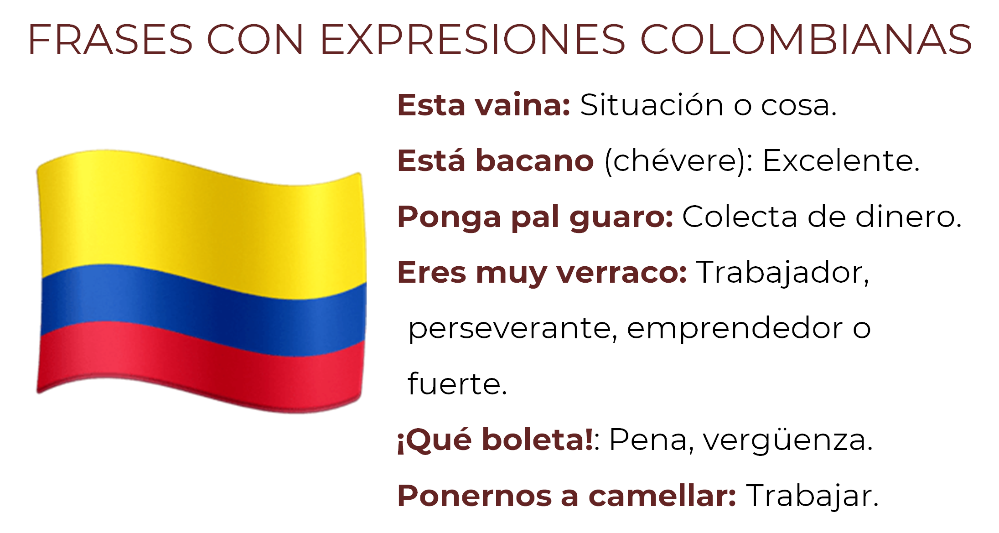 FRASES CON EXPRESIONES COLOMBIANAS
Esta vaina: Situación o cosa.
Está bacano (chévere): Excelente.
Ponga pal guaro: Colecta de dinero.
Eres muy verraco: Trabajador,
perseverante, emprendedor o
fuerte.
¡Qué boleta!: Pena, vergüenza.
Ponernos a camellar: Trabajar.